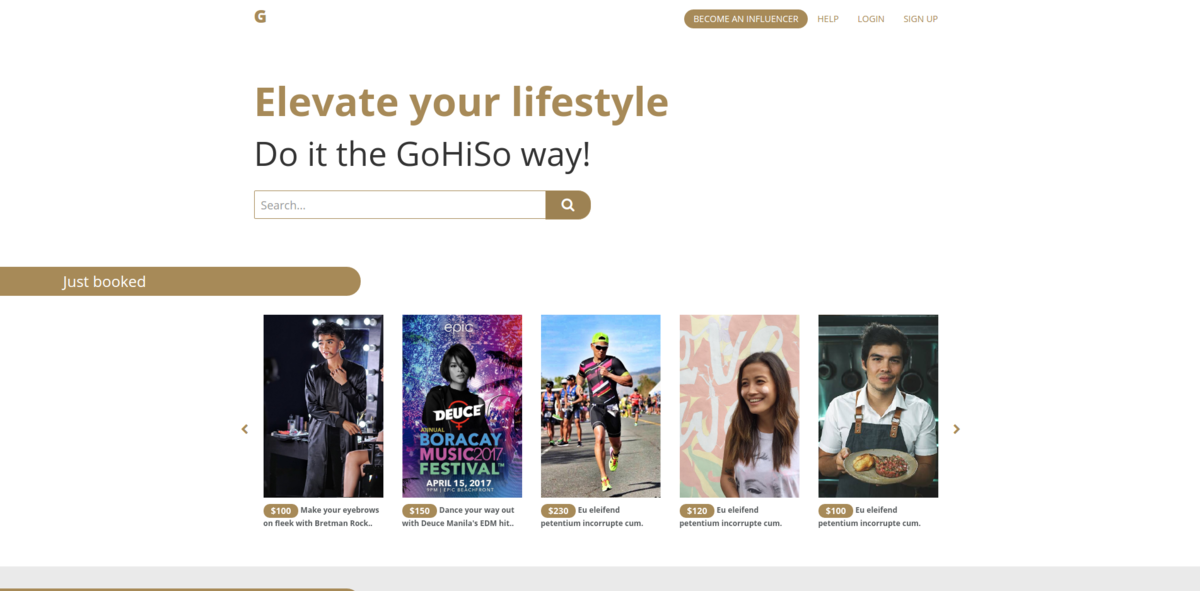 G
BECOME AN INFLUENCER HELP LOGIN SIGN UP
Elevate your lifestyle
Do it the GoHiSo way!
Search...
Just booked
epic
DEUCE
ANNUAL
BORACAY
MUSIC2017
FESTIVAL™
APRIL 15, 2017
9PM | EPIC BEACHFRONT
$100 Make your eyebrows
on fleek with Bretman Rock..
$150 Dance your way out
with Deuce Manila's EDM hit..
$230 Eu eleifend
petentium incorrupte cum.
$120 Eu eleifend
petentium incorrupte cum.
$100 Eu eleifend
petentium incorrupte cum.